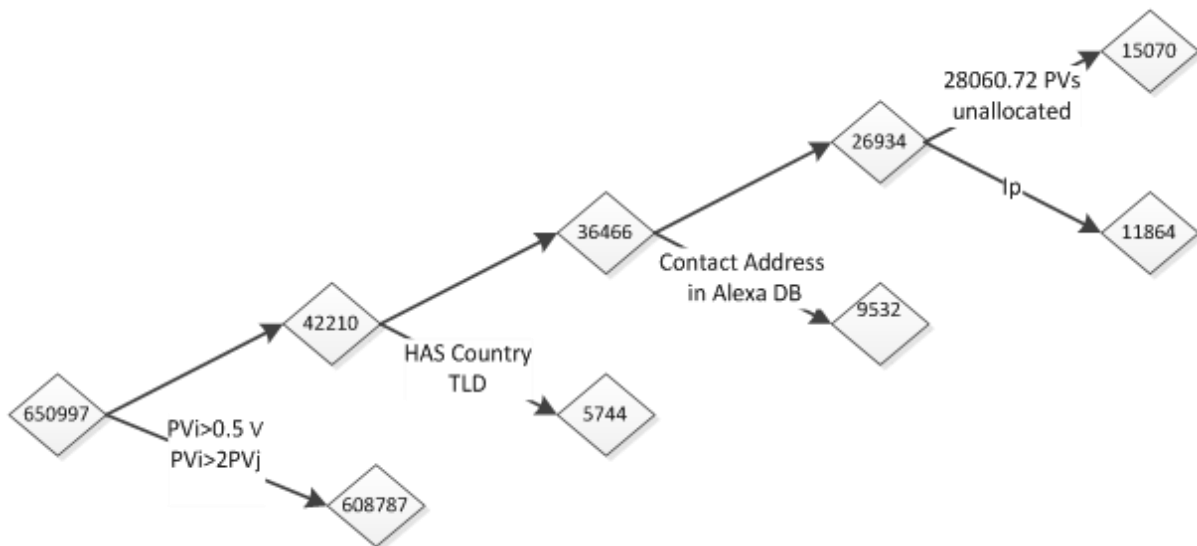 15070
28060.72 PVs
unallocated
26934
Ip
36466
11864
Contact Address
in Alexa DB
9532
42210
HAS Country
TLD
650997
5744
PVi>0.5 V
PVi>2PVj
608787